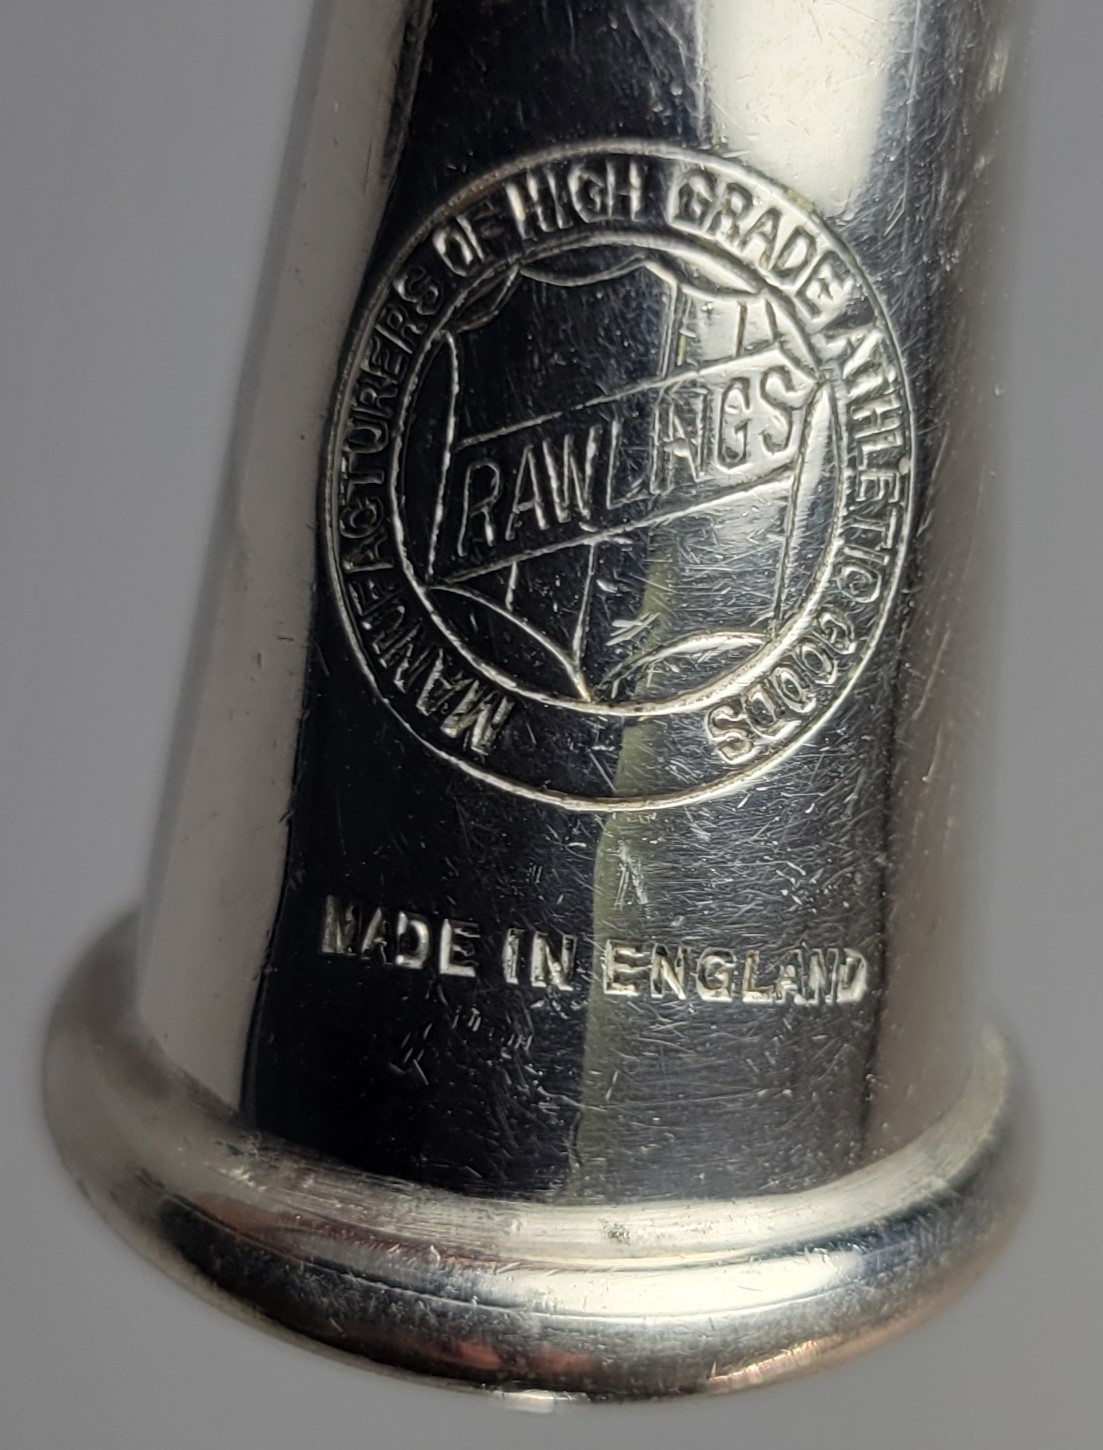 MANUFACTURERS OF HIGH GRADE ATHLETIC GOODS
RAWLINGS
MADE IN ENGLAND